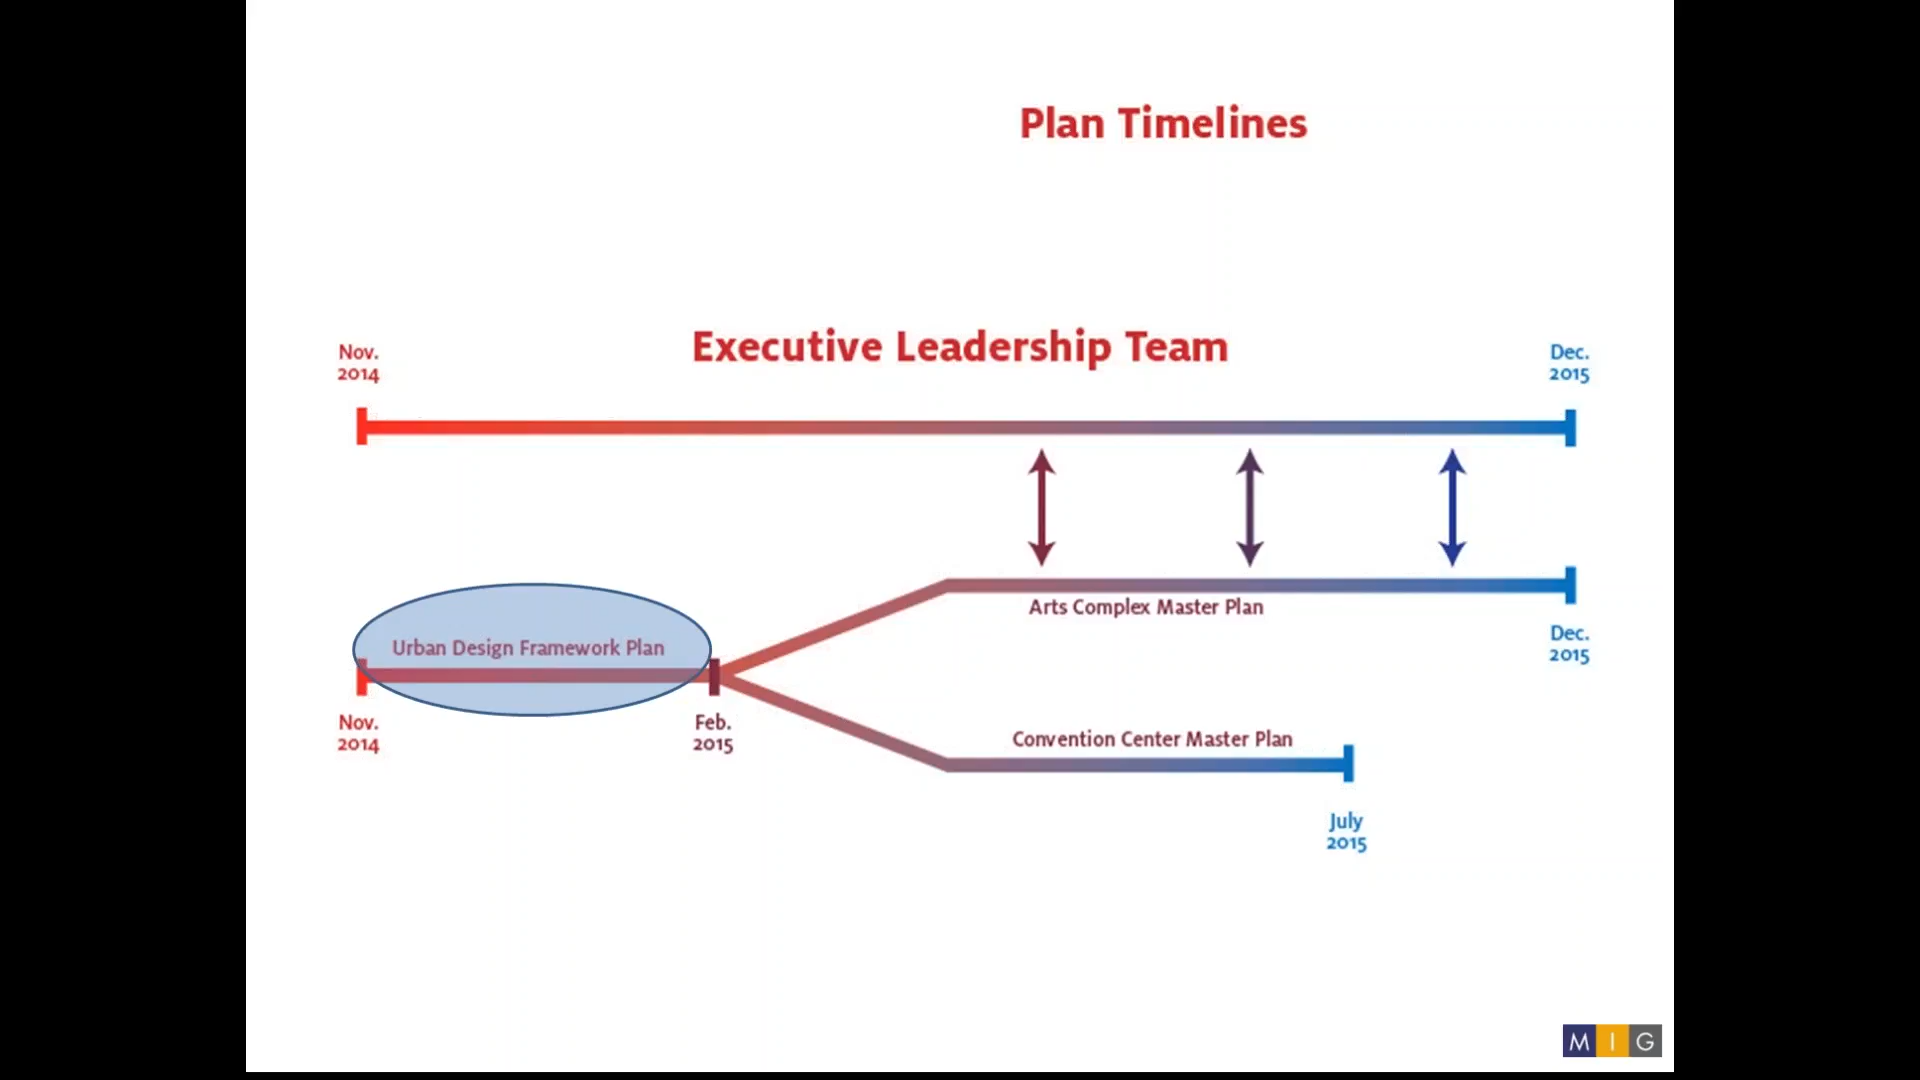 Plan Timelines
Executive Leadership Team
Nov.
2014
Dec.
2015
Arts Complex Master Plan
Dec.
2015
Urban Design Framework Plan
Nov.
2014
Feb.
2015
Convention Center Master Plan
July
2015
MIG